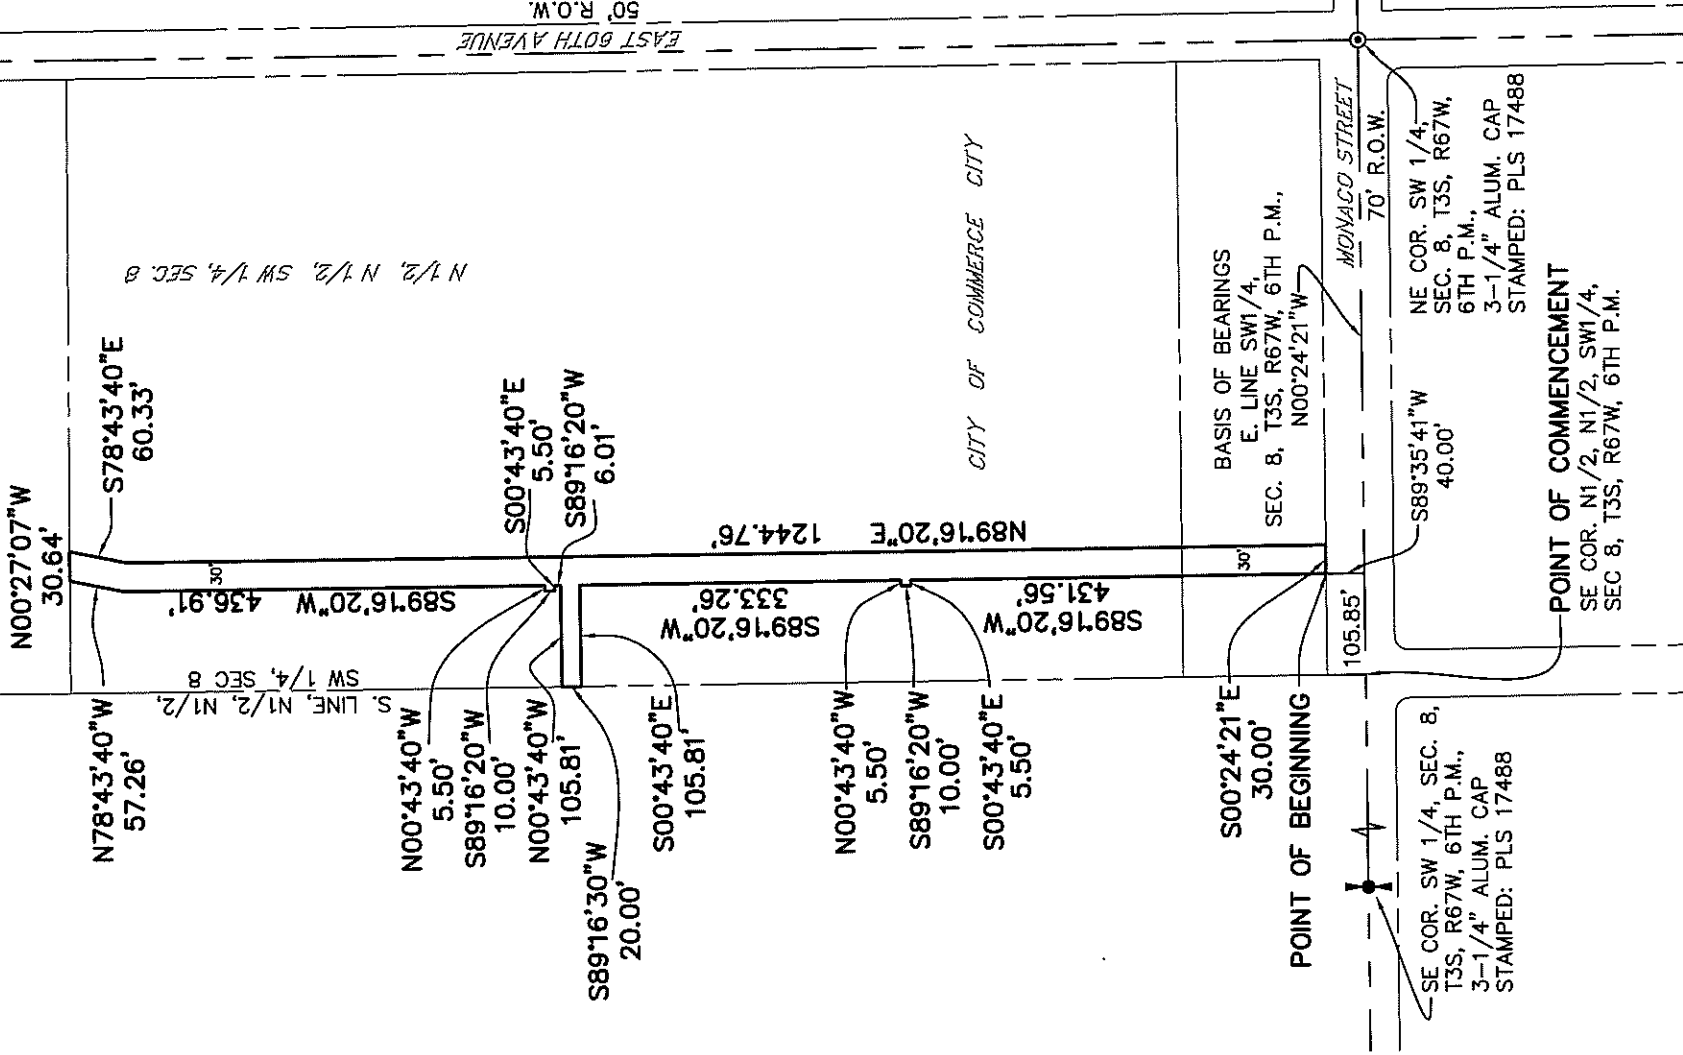 50' R.O.W.
EAST 60TH AVENUE
N 1/2, N 1/2, SW 1/4, SEC. 8
CITY OF COMMERCE CITY
MONACO STREET
70' R.O.W.
NE COR. SW 1/4,
SEC. 8, T3S, R67W,
6TH P.M.,
3-1/4" ALUM. CAP
STAMPED: PLS 17488
BASIS OF BEARINGS
E. LINE SW1/4,
SEC. 8, T3S, R67W, 6TH P.M.,
N00°24'21"W
N00°27'07"W
30.64'
S78°43'40"E
60.33'
S00°43'40"E
5.50'
S89°16'20"W
6.01'
N89°16'20"E 1244.76'
30'
30'
S89°16'20"W 436.91'
S89°16'20"W
333.26'
S89°16'20"W
431.56'
S. LINE, N1/2, N1/2,
SW 1/4, SEC 8
N78°43'40"W
57.26'
N00°43'40"W
5.50'
S89°16'20"W
10.00'
N00°43'40"W
105.81'
S89°16'30"W
20.00'
S00°43'40"E
105.81'
N00°43'40"W
5.50'
S89°16'20"W
10.00'
S00°43'40"E
5.50'
S00°24'21"E
30.00'
POINT OF BEGINNING
105.85'
S89°35'41"W
40.00'
POINT OF COMMENCEMENT
SE COR. N1/2, N1/2, SW1/4,
SEC 8, T3S, R67W, 6TH P.M.
SE COR. SW 1/4, SEC. 8,
T3S, R67W, 6TH P.M.,
3-1/4" ALUM. CAP
STAMPED: PLS 17488